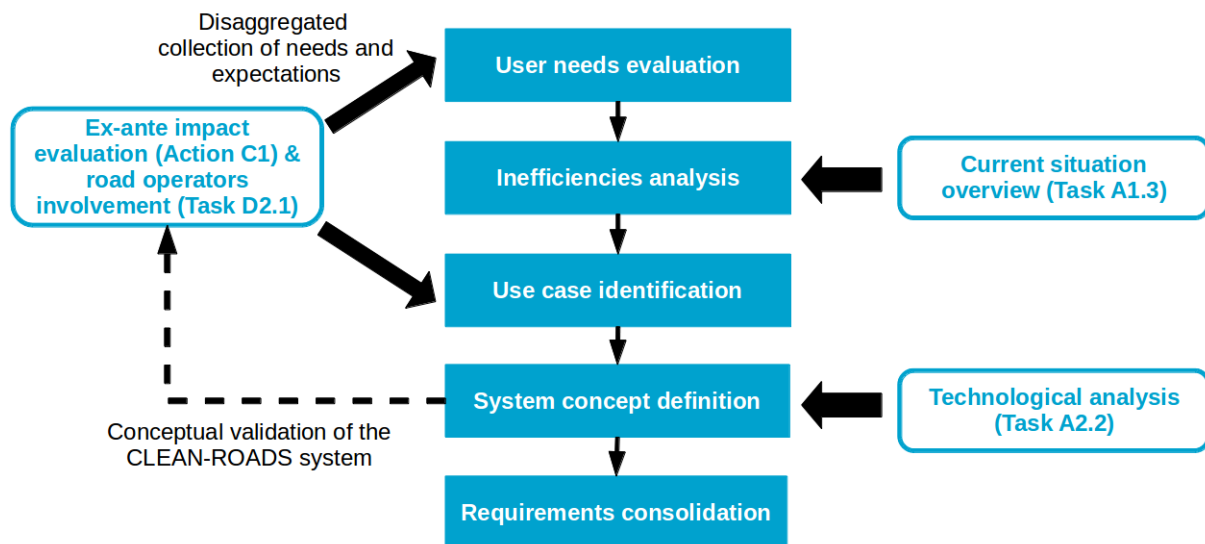 Disaggregated
collection of needs and
expectations
User needs evaluation
Ex-ante impact
evaluation (Action C1) &
road operators
involvement (Task D2.1)
Inefficiencies analysis
Current situation
overview (Task A1.3)
Use case identification
System concept definition
Technological analysis
(Task A2.2)
Conceptual validation of the
CLEAN-ROADS system
Requirements consolidation